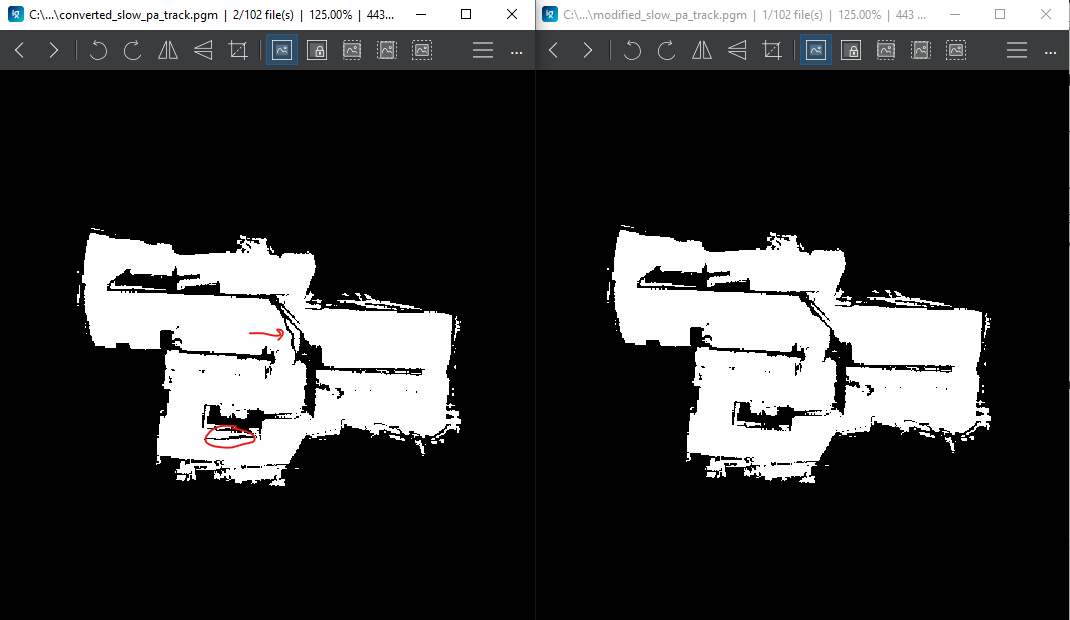 C:\...\converted_slow_pa_track.pgm | 2/102 file(s) | 125.00% | 443...
C:\...\modified_slow_pa_track.pgm | 1/102 file(s) | 125.00% | 443 ...